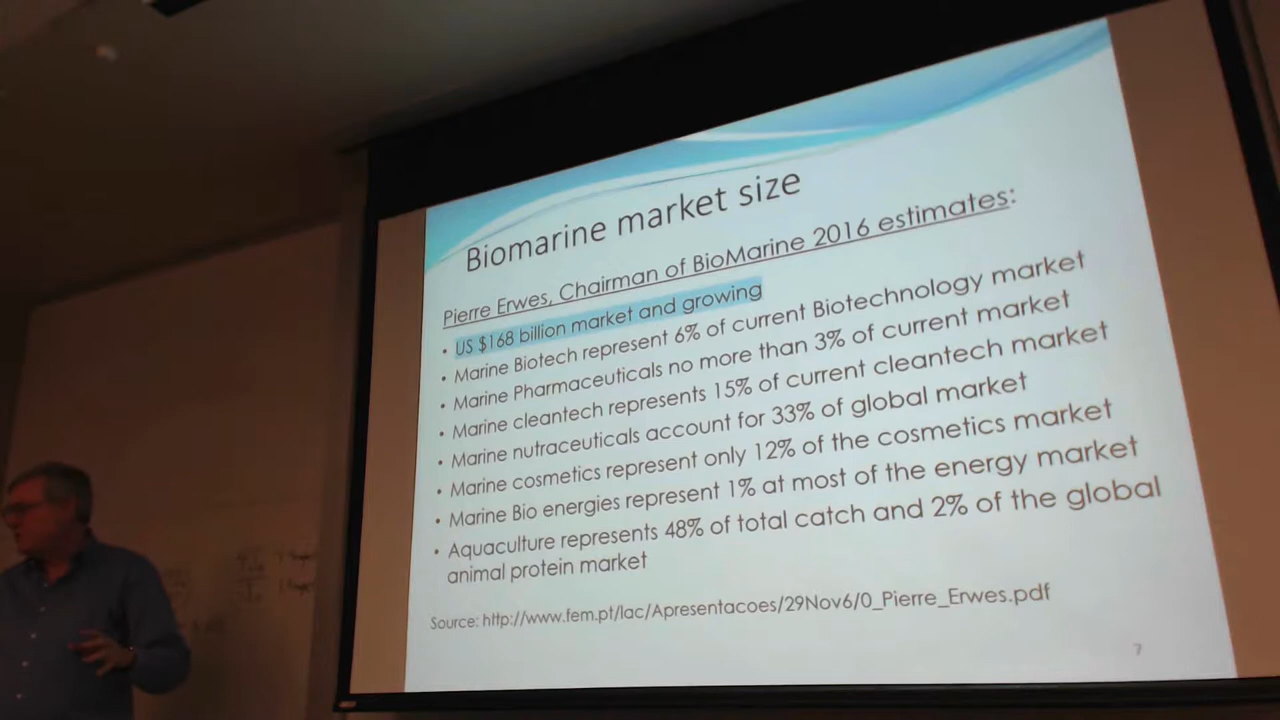 Biomarine market size
Pierre Erwes, Chairman of BioMarine 2016 estimates:
• US $168 billion market and growing
• Marine Biotech represent 6% of current Biotechnology market
• Marine Pharmaceuticals no more than 3% of current market
• Marine cleantech represents 15% of current cleantech market
• Marine nutraceuticals account for 33% of global market
• Marine cosmetics represent only 12% of the cosmetics market
• Marine Bio energies represent 1% at most of the energy market
• Aquaculture represents 48% of total catch and 2% of the global
animal protein market
Source: http://www.fem.pt/lac/Apresentacoes/29Nov6/0_Pierre_Erwes.pdf
7